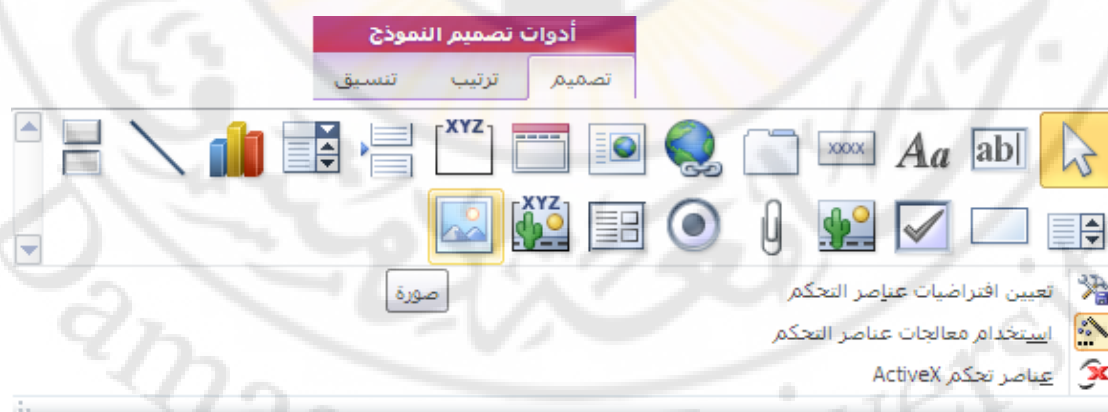 أدوات تصميم النموذج
تصميم ترتيب تنسيق
ab| Aa XXXX XYZ
XYZ
صورة
تعيين افتراضيات عناصر التحكم
استخدام معالجات عناصر التحكم
عناصر تحكم ActiveX